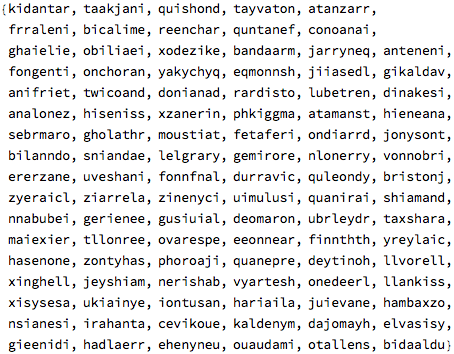 {kidantar, taakjani, quishond, tayvaton, atanzarr,
frraleni, bicalime, reenchar, quntanef, conoanai,
ghaielie, obiliaei, xodezike, bandaarm, jarryneq, anteneni,
fongenti, onchoran, yakychyq, eqmonnsh, jiiasedl, gikaldav,
anifriet, twicoand, donianad, rardisto, lubetren, dinakesi,
analonez, hiseniss, xzanerin, phkiggma, atamanst, hieneana,
sebrmaro, gholathr, moustiat, fetaferi, ondiarrd, jonysont,
bilanndo, sniandae, lelgrary, gemirore, nlonerry, vonnobri,
ererzane, uveshani, fonnfnal, durravic, quleondy, bristonj,
zyeraicl, ziarrela, zinenyci, uimulusi, quanirai, shiamand,
nnabubei, gerienee, gusiuial, deomaron, ubrleydr, taxshara,
maiexier, tllonree, ovarespe, eeonnear, finnthth, yreylaic,
hasenone, zontyhas, phoroaji, quanepre, deytinoh, llvorell,
xinghell, jeyshiam, nerishab, vyartesh, onedeerl, llankiss,
xisysesa, ukiainye, iontusan, hariaila, juievane, hambaxzo,
nsianesi, irahanta, cevikoue, kaldenym, dajomayh, elvasisy,
gieenidi, hadlaerr, ehenyneu, ouaudami, otallens, bidaaldu}